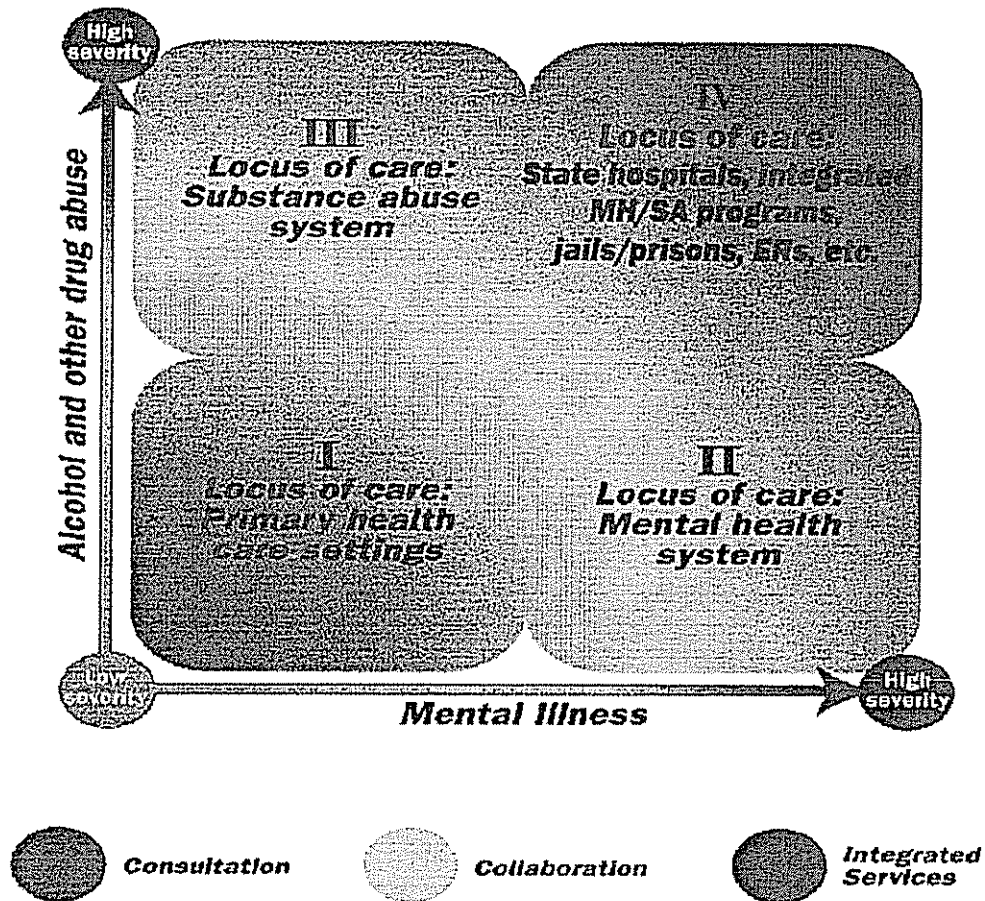 High
severity
III
Locus of care:
Substance abuse
system
IV
Locus of care:
State hospitals, integrated
MH/SA programs,
jails/prisons, ERs, etc.
Alcohol and other drug abuse
I
Locus of care:
Primary health
care settings
II
Locus of care:
Mental health
system
Low
severity
High
severity
Mental Illness
Consultation
Collaboration
Integrated
Services